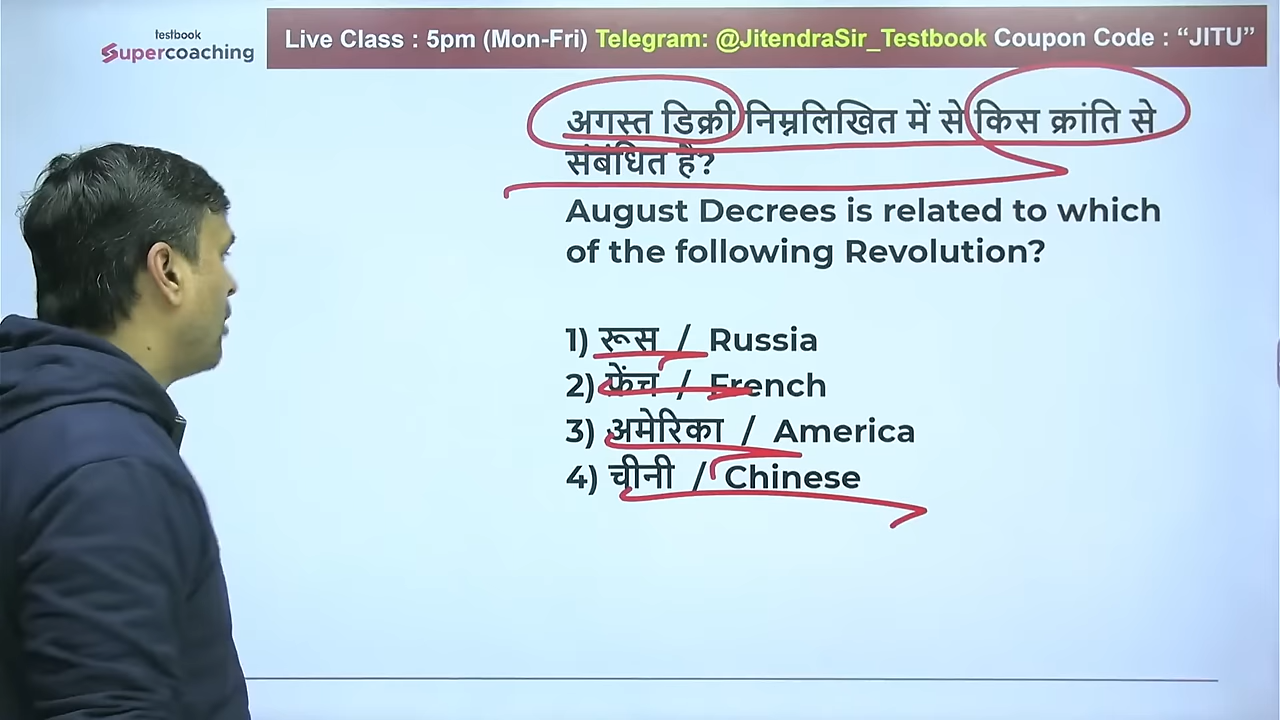 testbook
Supercoaching
Live Class : 5pm (Mon-Fri) Telegram: @JitendraSir_Testbook Coupon Code : “JITU”
अगस्त डिक्री निम्नलिखित में से किस क्रांति से
संबंधित है?
August Decrees is related to which
of the following Revolution?
1) रूस / Russia
2) फ्रेंच / French
3) अमेरिका / America
4) चीनी / Chinese